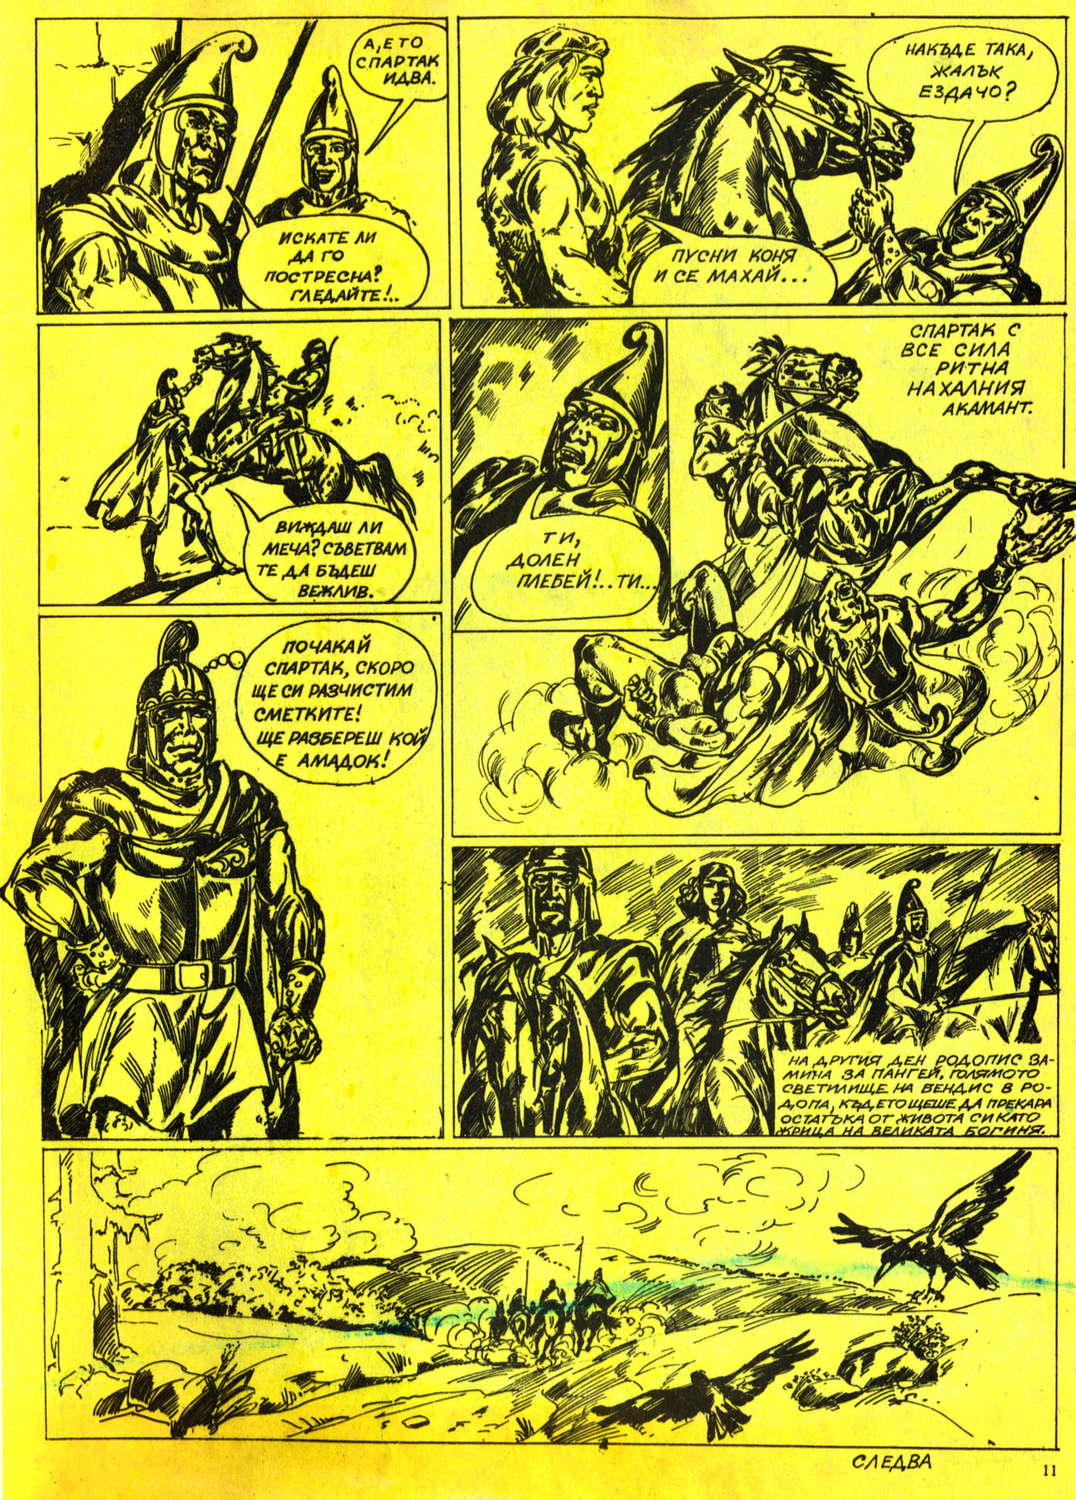 А, ЕТО
СПАРТАК
ИДВА.
ИСКАТЕ ЛИ
ДА ГО
ПОСТРЕСНА?
ГЛЕДАЙТЕ!..
НАКЪДЕ ТАКА,
ЖАЛЪК
ЕЗДАЧО?
ПУСНИ КОНЯ
И СЕ МАХАЙ...
ВИЖДАШ ЛИ
МЕЧА? СЪВЕТВАМ
ТЕ ДА БЪДЕШ
ВЕЖЛИВ.
ТИ,
ДОЛЕН
ПЛЕБЕЙ!..ТИ...
СПАРТАК С
ВСЕ СИЛА
РИТНА
НАХАЛНИЯ
АКАМАНТ.
ПОЧАКАЙ
СПАРТАК, СКОРО
ЩЕ СИ РАЗЧИСТИМ
СМЕТКИТЕ!
ЩЕ РАЗБЕРЕШ КОЙ
Е АМАДОК!
НА ДРУГИЯ ДЕН РОДОПИС ЗА-
МИНА ЗА ПАНГЕЙ, ГОЛЯМОТО
СВЕТИЛИЩЕ НА БЕНДИС В РО-
ДОПА, КЪДЕТО ЩЕШЕ ДА ПРЕКАРА
ОСТАТЪКА ОТ ЖИВОТА СИ КАТО
ЖРИЦА НА ВЕЛИКАТА БОГИНЯ.
СЛЕДВА
11